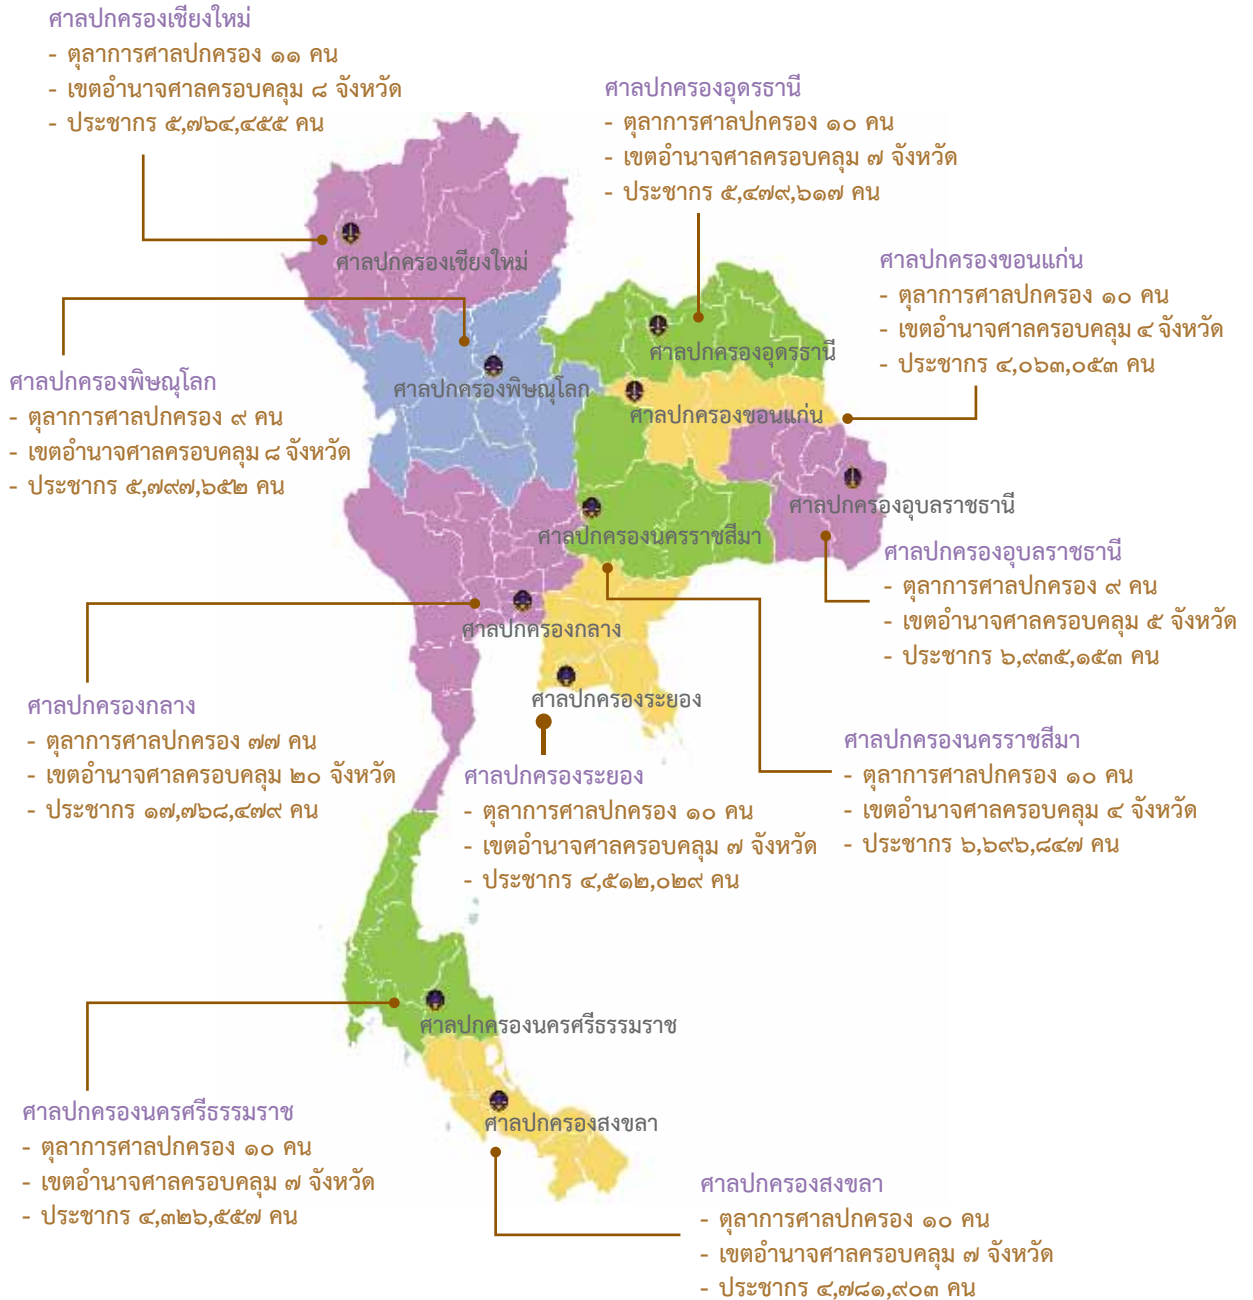 ศาลปกครองเชียงใหม่
- ตุลาการศาลปกครอง ๑๑ คน
- เขตอำนาจศาลครอบคลุม ๘ จังหวัด
- ประชากร ๕,๗๖๔,๔๕๕ คน
ศาลปกครองอุดรธานี
- ตุลาการศาลปกครอง ๑๐ คน
- เขตอำนาจศาลครอบคลุม ๗ จังหวัด
- ประชากร ๕,๔๗๙,๖๑๗ คน
ศาลปกครองขอนแก่น
- ตุลาการศาลปกครอง ๑๐ คน
- เขตอำนาจศาลครอบคลุม ๔ จังหวัด
- ประชากร ๔,๐๖๓,๐๕๓ คน
ศาลปกครองเชียงใหม่
ศาลปกครองอุดรธานี
ศาลปกครองพิษณุโลก
ศาลปกครองขอนแก่น
ศาลปกครองพิษณุโลก
- ตุลาการศาลปกครอง ๙ คน
- เขตอำนาจศาลครอบคลุม ๘ จังหวัด
- ประชากร ๕,๗๙๗,๖๕๒ คน
ศาลปกครองอุบลราชธานี
ศาลปกครองนครราชสีมา
ศาลปกครองอุบลราชธานี
- ตุลาการศาลปกครอง ๙ คน
- เขตอำนาจศาลครอบคลุม ๕ จังหวัด
- ประชากร ๖,๙๓๕,๑๕๓ คน
ศาลปกครองกลาง
ศาลปกครองระยอง
ศาลปกครองกลาง
- ตุลาการศาลปกครอง ๗๗ คน
- เขตอำนาจศาลครอบคลุม ๒๐ จังหวัด
- ประชากร ๑๗,๗๖๘,๔๗๙ คน
ศาลปกครองระยอง
- ตุลาการศาลปกครอง ๑๐ คน
- เขตอำนาจศาลครอบคลุม ๗ จังหวัด
- ประชากร ๔,๕๑๒,๐๒๙ คน
ศาลปกครองนครราชสีมา
- ตุลาการศาลปกครอง ๑๐ คน
- เขตอำนาจศาลครอบคลุม ๔ จังหวัด
- ประชากร ๖,๖๙๖,๘๔๗ คน
ศาลปกครองนครศรีธรรมราช
ศาลปกครองสงขลา
ศาลปกครองนครศรีธรรมราช
- ตุลาการศาลปกครอง ๑๐ คน
- เขตอำนาจศาลครอบคลุม ๗ จังหวัด
- ประชากร ๔,๓๒๖,๕๕๗ คน
ศาลปกครองสงขลา
- ตุลาการศาลปกครอง ๑๐ คน
- เขตอำนาจศาลครอบคลุม ๗ จังหวัด
- ประชากร ๔,๗๘๑,๙๐๓ คน